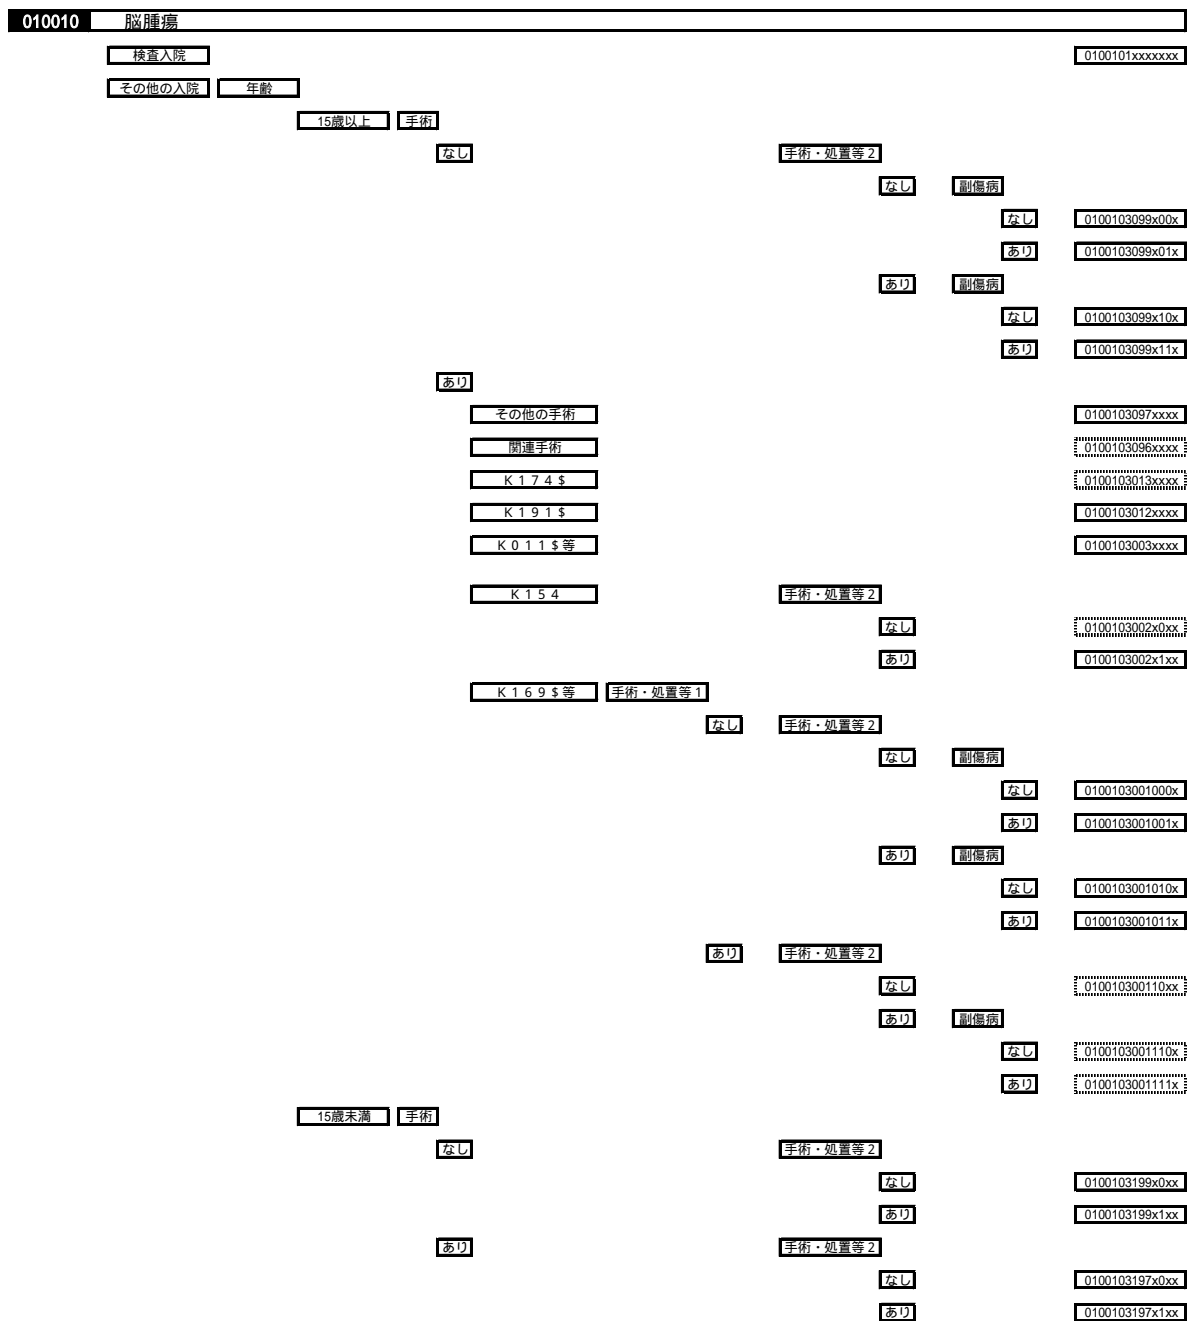 010010 脳腫瘍
検査入院 0100101xxxxxxx
その他の入院 年齢
15歳以上 手術
なし 手術・処置等２
なし 副傷病
なし 0100103099x00x
あり 0100103099x01x
あり 副傷病
なし 0100103099x10x
あり 0100103099x11x
あり
その他の手術 0100103097xxxx
関連手術 0100103096xxxx
Ｋ１７４＄ 0100103013xxxx
Ｋ１９１＄ 0100103012xxxx
Ｋ０１１＄等 0100103003xxxx
Ｋ１５４ 手術・処置等２
なし 0100103002x0xx
あり 0100103002x1xx
Ｋ１６９＄等 手術・処置等１
なし 手術・処置等２
なし 副傷病
なし 0100103001000x
あり 0100103001001x
あり 副傷病
なし 0100103001010x
あり 0100103001011x
あり 手術・処置等２
なし 010010300110xx
あり 副傷病
なし 0100103001110x
あり 0100103001111x
15歳未満 手術
なし 手術・処置等２
なし 0100103199x0xx
あり 0100103199x1xx
あり 手術・処置等２
なし 0100103197x0xx
あり 0100103197x1xx